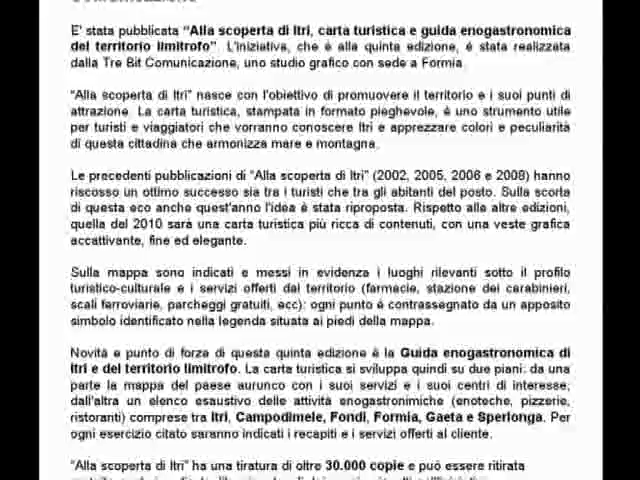 E' stata pubblicata “Alla scoperta di Itri, carta turistica e guida enogastronomica
del territorio limitrofo”. L'iniziativa, che è alla quinta edizione, è stata realizzata
dalla Tre Bit Comunicazione, uno studio grafico con sede a Formia.
“Alla scoperta di Itri” nasce con l'obiettivo di promuovere il territorio e i suoi punti di
attrazione. La carta turistica, stampata in formato pieghevole, è uno strumento utile
per turisti e viaggiatori che vorranno conoscere Itri e apprezzare colori e peculiarità
di questa cittadina che armonizza mare e montagna.
Le precedenti pubblicazioni di “Alla scoperta di Itri” (2002, 2005, 2006 e 2008) hanno
riscosso un ottimo successo sia tra i turisti che tra gli abitanti del posto. Sulla scorta
di questa eco anche quest'anno l'idea è stata riproposta. Rispetto alle altre edizioni,
quella del 2010 sarà una carta turistica più ricca di contenuti, con una veste grafica
accattivante, fine ed elegante.
Sulla mappa sono indicati e messi in evidenza i luoghi rilevanti sotto il profilo
turistico-culturale e i servizi offerti dal territorio (farmacie, stazione dei carabinieri,
scali ferroviarie, parcheggi gratuiti, ecc): ogni punto è contrassegnato da un apposito
simbolo identificato nella legenda situata ai piedi della mappa.
Novità e punto di forza di questa quinta edizione è la Guida enogastronomica di
Itri e del territorio limitrofo. La carta turistica si sviluppa quindi su due piani: da una
parte la mappa del paese aurunco con i suoi servizi e i suoi centri di interesse;
dall'altra un elenco esaustivo delle attività enogastronimiche (enoteche, pizzerie,
ristoranti) comprese tra Itri, Campodimele, Fondi, Formia, Gaeta e Sperlonga. Per
ogni esercizio citato saranno indicati i recapiti e i servizi offerti al cliente.
“Alla scoperta di Itri” ha una tiratura di oltre 30.000 copie e può essere ritirata